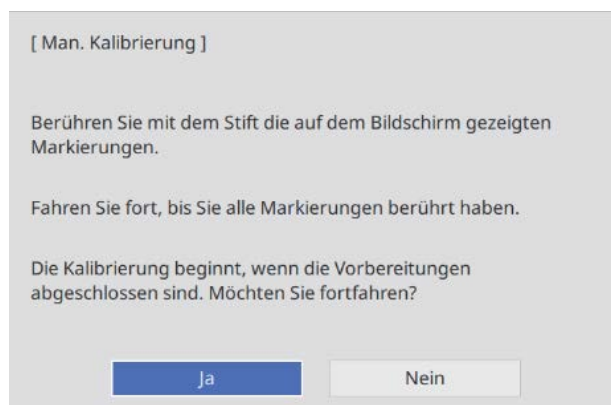 [ Man. Kalibrierung ]
Berühren Sie mit dem Stift die auf dem Bildschirm gezeigten
Markierungen.
Fahren Sie fort, bis Sie alle Markierungen berührt haben.
Die Kalibrierung beginnt, wenn die Vorbereitungen
abgeschlossen sind. Möchten Sie fortfahren?
Ja
Nein